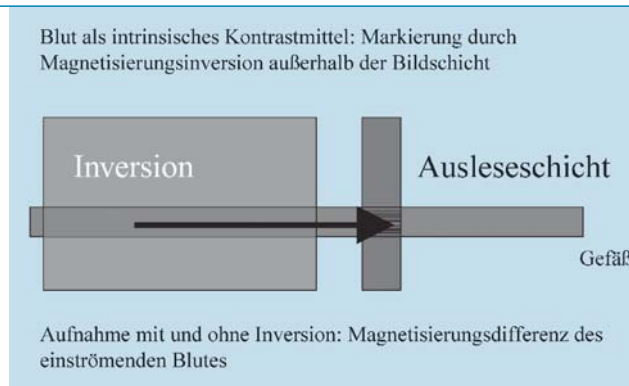 Blut als intrinsisches Kontrastmittel: Markierung durch
Magnetisierungsinversion außerhalb der Bildschicht
Inversion
Ausleseschicht
Gefäß
Aufnahme mit und ohne Inversion: Magnetisierungsdifferenz des
einströmenden Blutes